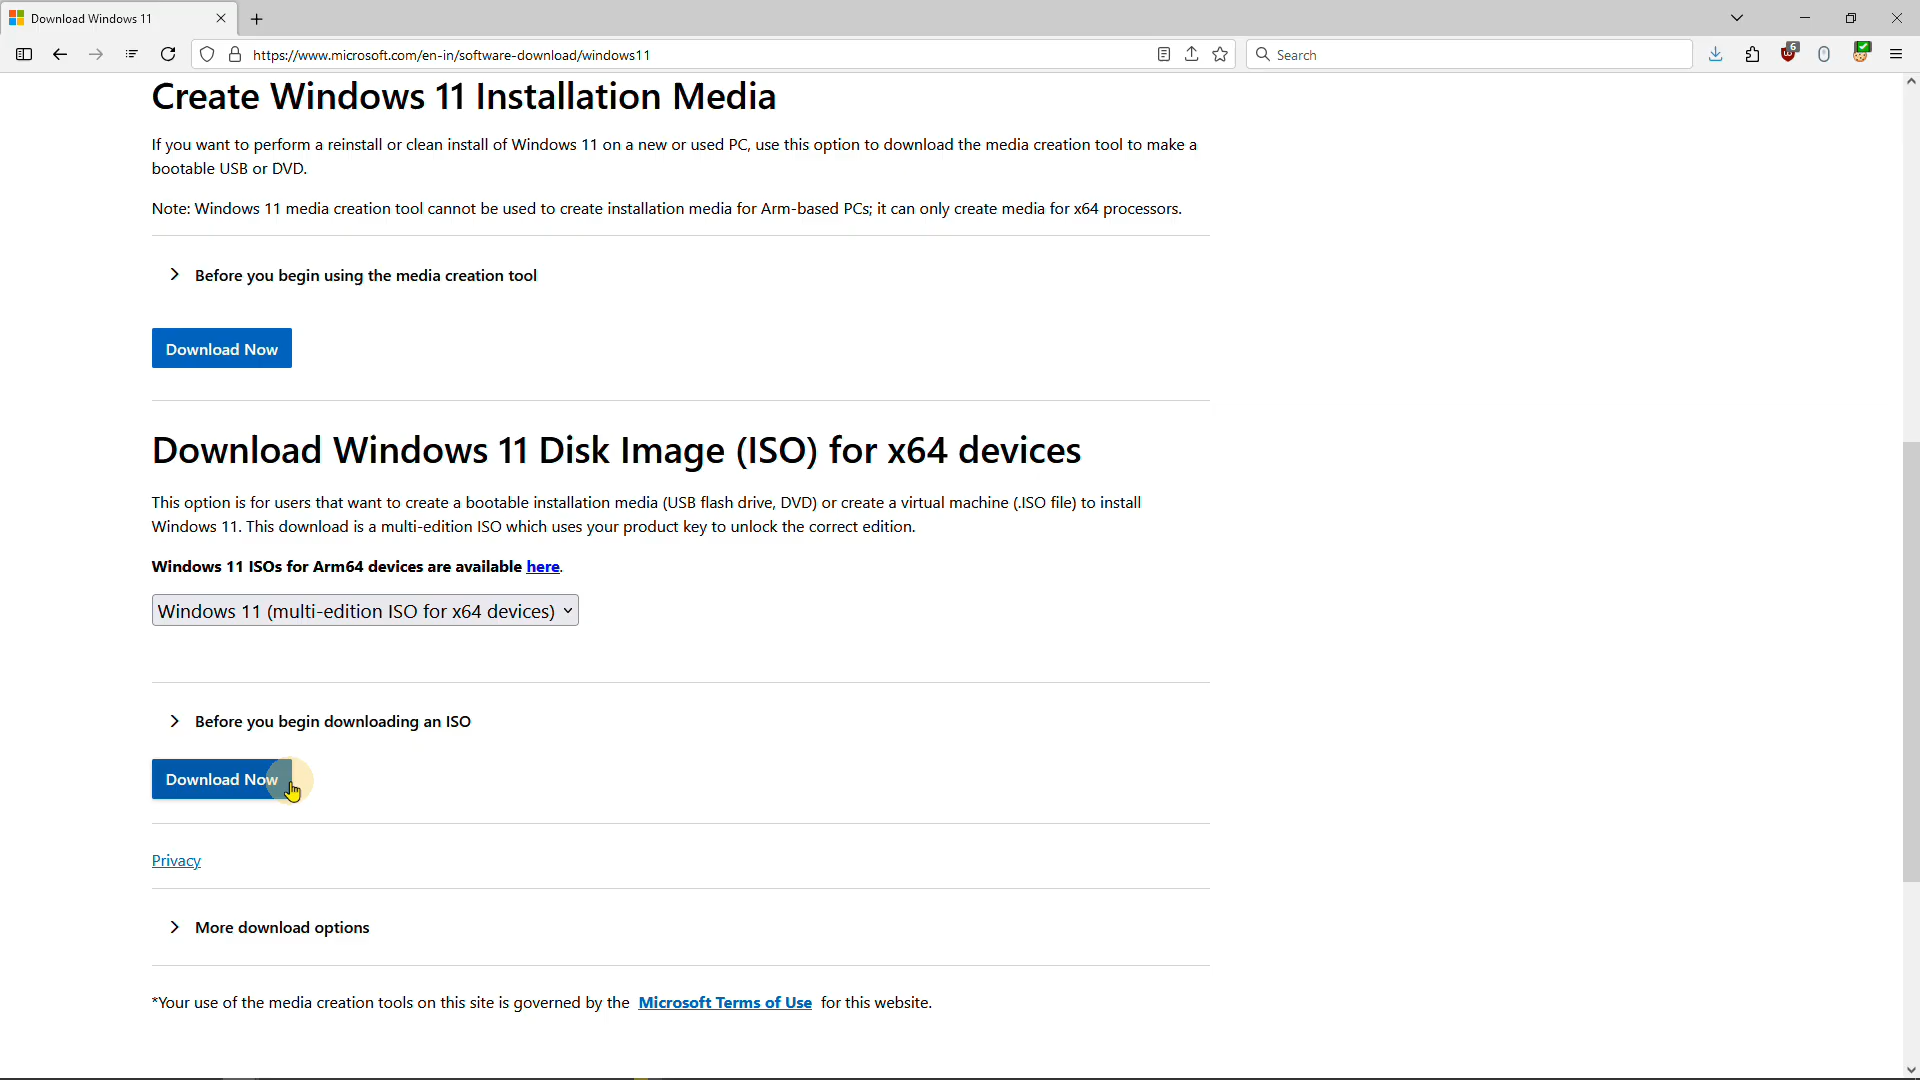 Download Windows 11
https://www.microsoft.com/en-in/software-download/windows11
Search
6
Create Windows 11 Installation Media
If you want to perform a reinstall or clean install of Windows 11 on a new or used PC, use this option to download the media creation tool to make a
bootable USB or DVD.
Note: Windows 11 media creation tool cannot be used to create installation media for Arm-based PCs; it can only create media for x64 processors.
Before you begin using the media creation tool
Download Now
Download Windows 11 Disk Image (ISO) for x64 devices
This option is for users that want to create a bootable installation media (USB flash drive, DVD) or create a virtual machine (.ISO file) to install
Windows 11. This download is a multi-edition ISO which uses your product key to unlock the correct edition.
Windows 11 ISOs for Arm64 devices are available here.
Windows 11 (multi-edition ISO for x64 devices)
Before you begin downloading an ISO
Download Now
Privacy
More download options
*Your use of the media creation tools on this site is governed by the Microsoft Terms of Use for this website.